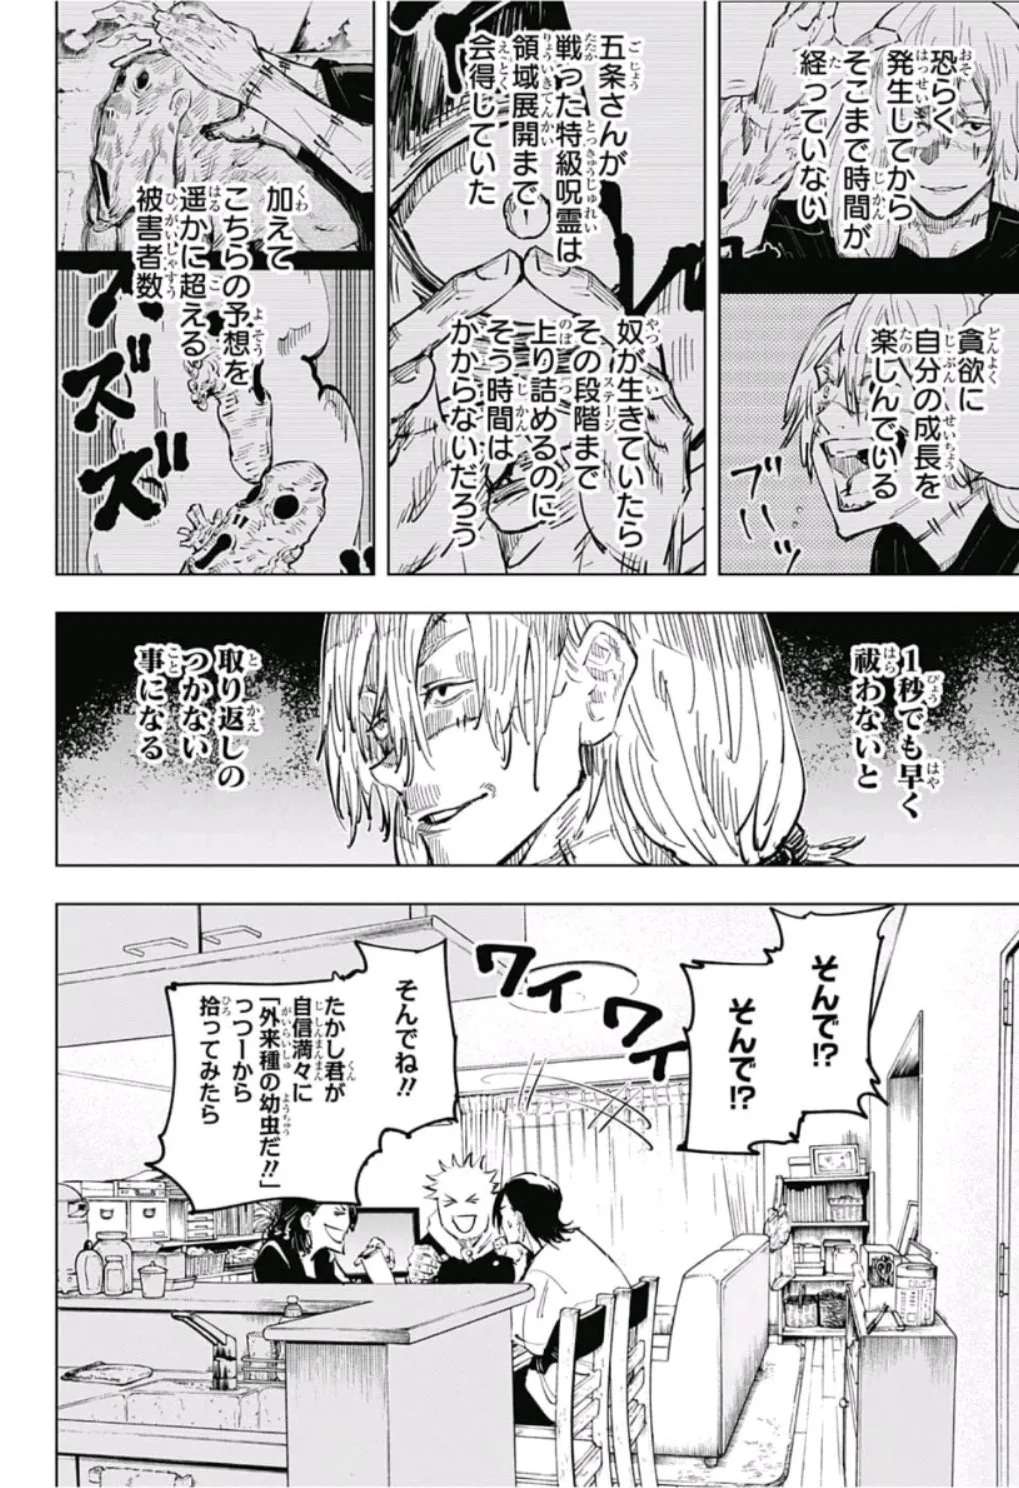 恐らく
発生してから
そこまで時間が
経っていない
貪欲に
自分の成長を
楽しんでいる
ブッ
五条さんが
戦った特級呪霊は
領域展開まで
会得していた
奴が生きていたら
その段階まで
上り詰めるのに
そう時間は
かからないだろう
加えて
こちらの予想を
遥かに超える
被害者数
ズズズ
1秒でも早く
祓わないと
取り返しの
つかない
事になる
そんで!?
そんで!?
ワイ
ワイ
そんでね!!
たかし君が
自信満々に
「外来種の幼虫だ!!」
っつーから
拾ってみたら